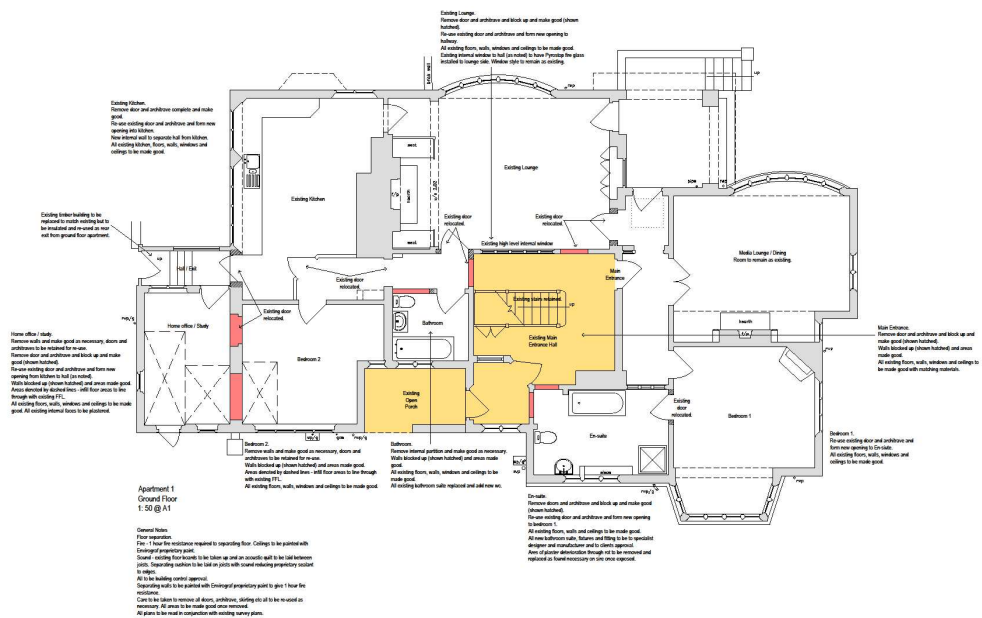 Existing Lounge.
Remove door and architrave and block up and make good (shown
hatched).
Re-use existing door and architrave and form new opening to
hallway.
All existing floors, walls, windows and ceilings to be made good.
Existing internal window to hall (as noted) to have Pyrostop fire glass
installed to lounge side. Window style to remain as existing.
up
Existing Kitchen.
Remove door and architrave complete and make
good.
Re-use existing door and architrave and form new
opening into kitchen.
New internal wall to separate hall from kitchen.
All existing kitchen, floors, walls, windows and
ceilings to be made good.
Existing Lounge
Existing Kitchen
Existing timber building to be
replaced to match existing but to
be insulated and re-used as rear
exit from ground floor apartment.
Existing door
relocated.
Existing door
relocated.
Existing high level internal window
Media Lounge / Dining
Room to remain as existing.
up
Hall / Exit
Existing door
relocated.
Main
Entrance
Existing stairs retained.
up
Existing door
relocated.
Home office / Study
Bathroom
Existing Main
Entrance Hall
Bedroom 2
Main Entrance.
Remove door and architrave and block up and
make good (shown hatched).
Walls blocked up (shown hatched) and areas made
good.
All existing floors, walls, windows and ceilings to
be made good with matching materials.
Home office / study.
Remove walls and make good as necessary, doors and
architraves to be retained for re-use.
Remove door and architrave and block up and make
good (shown hatched).
Re-use existing door and architrave and form new
opening from kitchen to hall (as noted).
Walls blocked up (shown hatched) and areas made good.
Areas denoted by dashed lines - infill floor areas to line
through with existing FFL.
All existing floors, walls, windows and ceilings to be made
good. All existing internal faces to be plastered.
Existing
Open
Porch
Existing
door
relocated.
Bedroom 1
En-suite
Bedroom 1.
Re-use existing door and architrave and
form new opening to En-Suite.
All existing floors, walls, windows and
ceilings to be made good.
Bedroom 2.
Remove walls and make good as necessary, doors and
architraves to be retained for re-use.
Walls blocked up (shown hatched) and areas made good.
Areas denoted by dashed lines - infill floor areas to line through
with existing FFL.
All existing floors, walls, windows and ceilings to be made good.
Bathroom.
Remove internal partition and make good as necessary.
Walls blocked up (shown hatched) and areas made
good.
All existing floors, walls, windows and ceilings to be
made good.
All existing bathroom suite replaced and add new wc.
En-suite.
Remove doors and architrave and block up and make good
(shown hatched).
Re-use existing door and architrave and form new opening
to bedroom 1.
All existing floors, walls and ceilings to be made good.
All new bathroom suite, fixtures and fitting to be to specialist
designer and manufacturer and to clients approval.
Area of plaster deterioration through rot to be removed and
replaced as found necessary on site once exposed.
Apartment 1
Ground Floor
1: 50 @ A1
General Notes
Floor separation.
Fire - 1 hour fire resistance required to separating floor. Ceilings to be painted with
Envirograf proprietary paint.
Sound - existing floor boards to be taken up and an acoustic quilt to be laid between
joists. Separating cushion to be laid on joists with sound reducing proprietary sealant
to edges.
All to be building control approval.
Separating walls to be painted with Envirograf proprietary paint to give 1 hour fire
resistance.
Care to be taken to remove all doors, architrave, skirting etc all to be re-used as
necessary. All areas to be made good once removed.
All plans to be read in conjunction with existing survey plans.